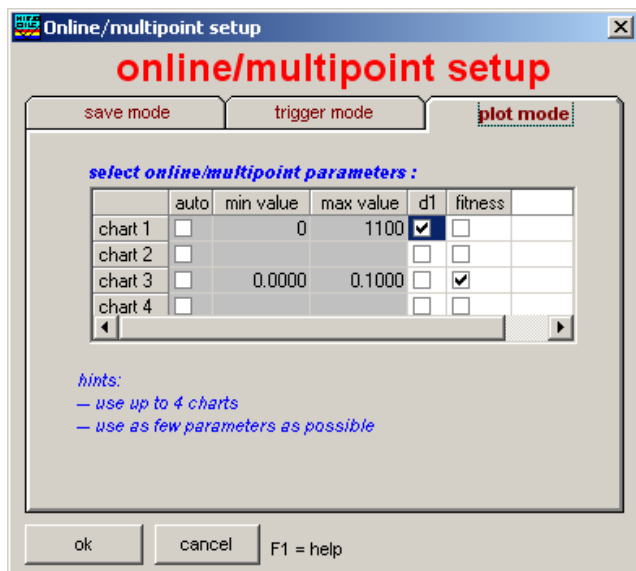 Online/multipoint setup
online/multipoint setup
save mode trigger mode plot mode
select online/multipoint parameters :
auto min value max value d1 fitness
chart 1 0 1100
chart 2
chart 3 0.0000 0.1000
chart 4
hints:
— use up to 4 charts
— use as few parameters as possible
ok cancel F1 = help